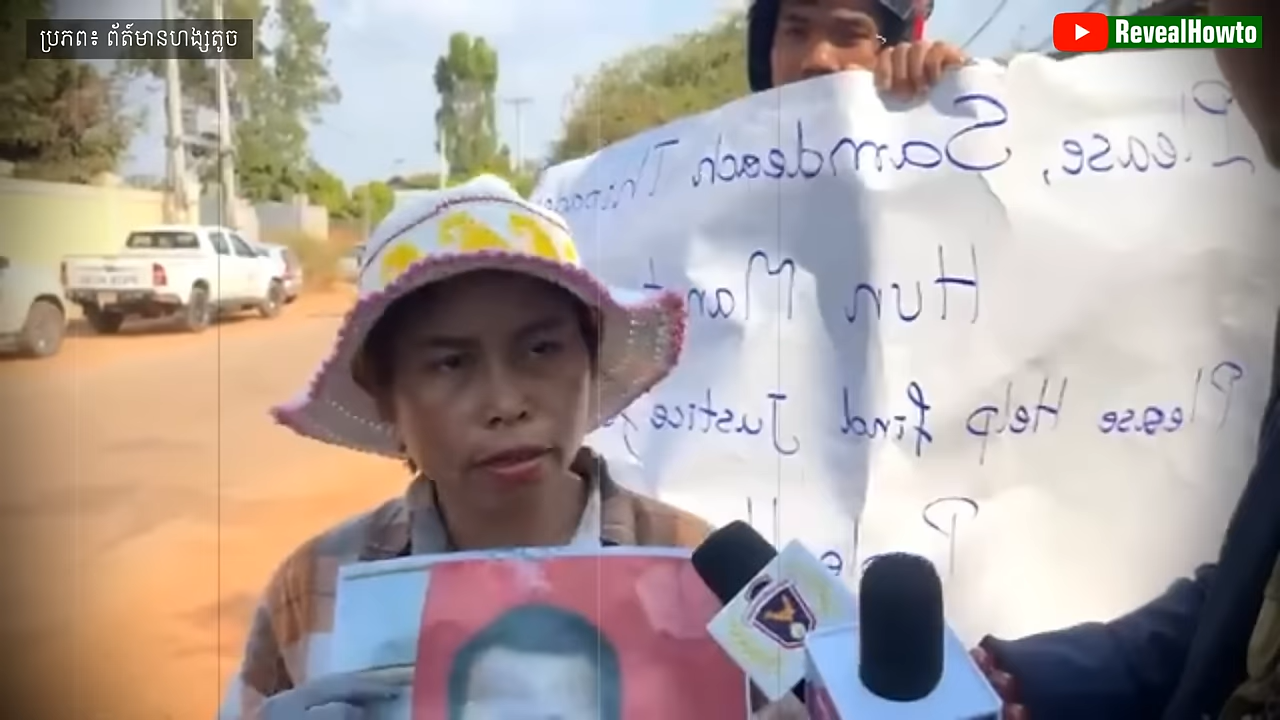 ប្រភព៖ ព័ត៌មានហង្សតូច
RevealHowto
Please, Samdech
Hun
Please Help find Justice